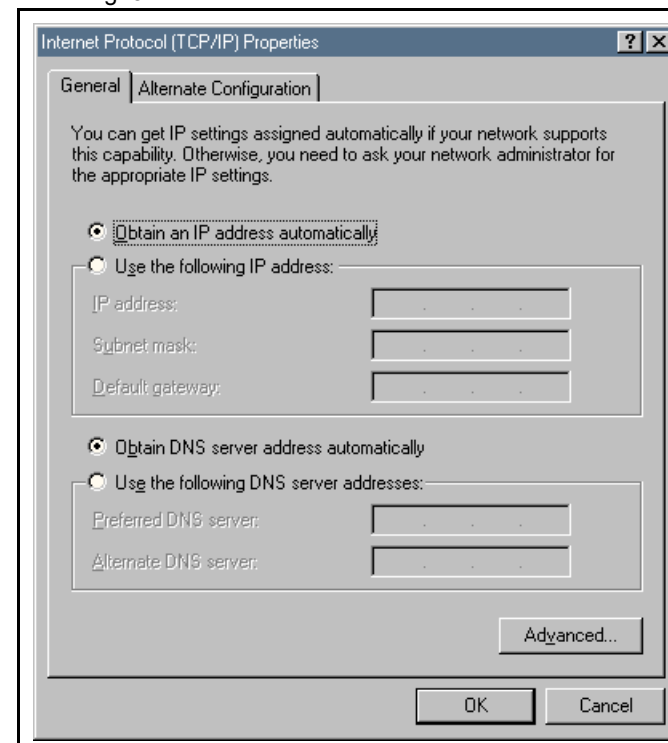 Internet Protocol (TCP/IP) Properties
General
Alternate Configuration
You can get IP settings assigned automatically if your network supports
this capability. Otherwise, you need to ask your network administrator for
the appropriate IP settings.
Obtain an IP address automatically
Use the following IP address:
IP address:
Subnet mask:
Default gateway:
Obtain DNS server address automatically
Use the following DNS server addresses:
Preferred DNS server:
Alternate DNS server:
Advanced...
OK
Cancel